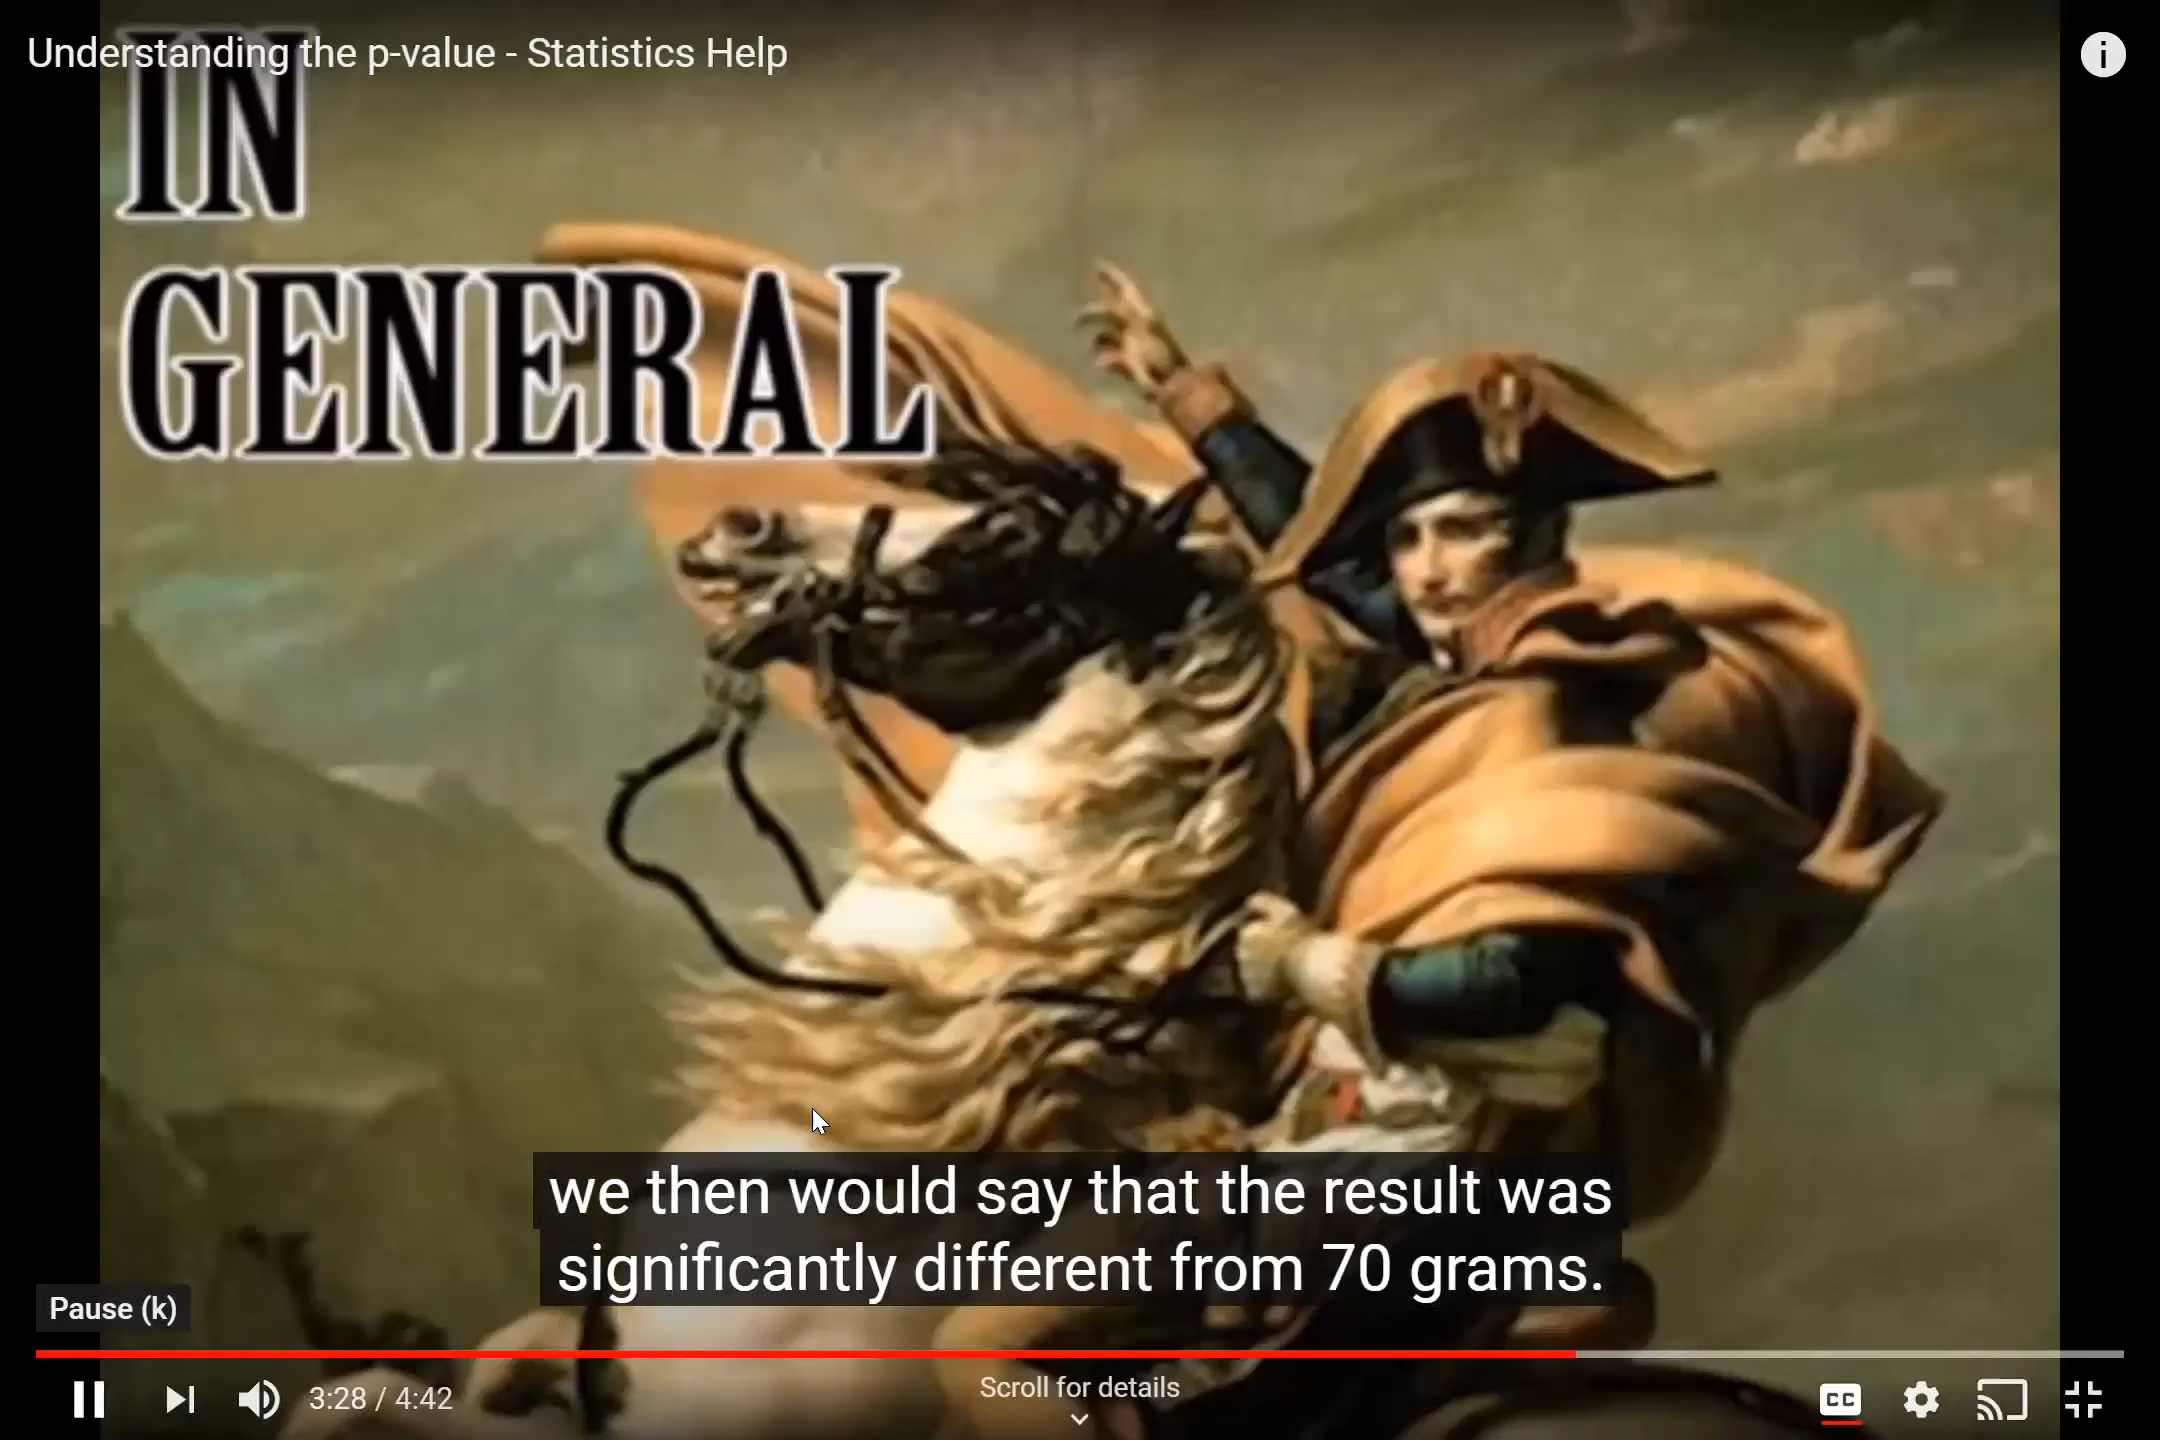 Understanding the p-value - Statistics Help
i
IN
GENERAL
we then would say that the result was
significantly different from 70 grams.
Pause (k)
3:28 / 4:42
Scroll for details
CC